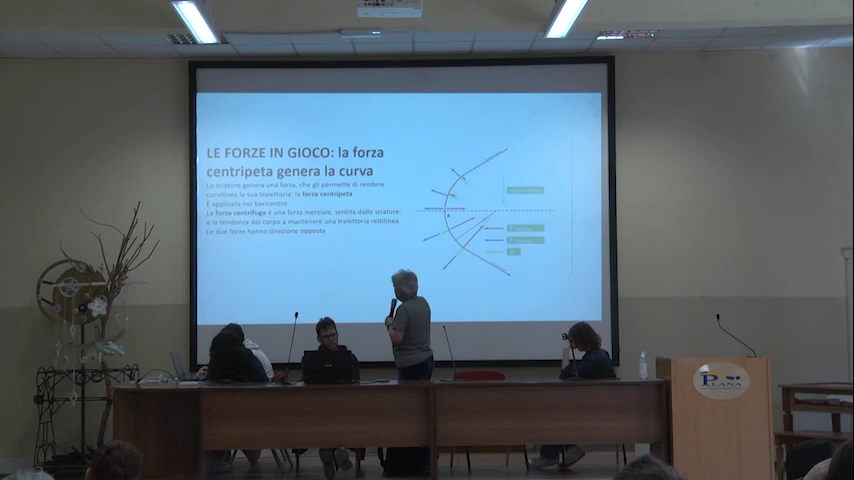 LE FORZE IN GIOCO: la forza
centripeta genera la curva
Lo sciatore genera una forza, che gli permette di rendere
curvilinea la sua traiettoria: la forza centripeta
È applicata nel baricentro
La forza centrifuga è una forza inerziale, sentita dallo sciatore:
è la tendenza del corpo a mantenere una traiettoria rettilinea
Le due forze hanno direzione opposta
PLANA